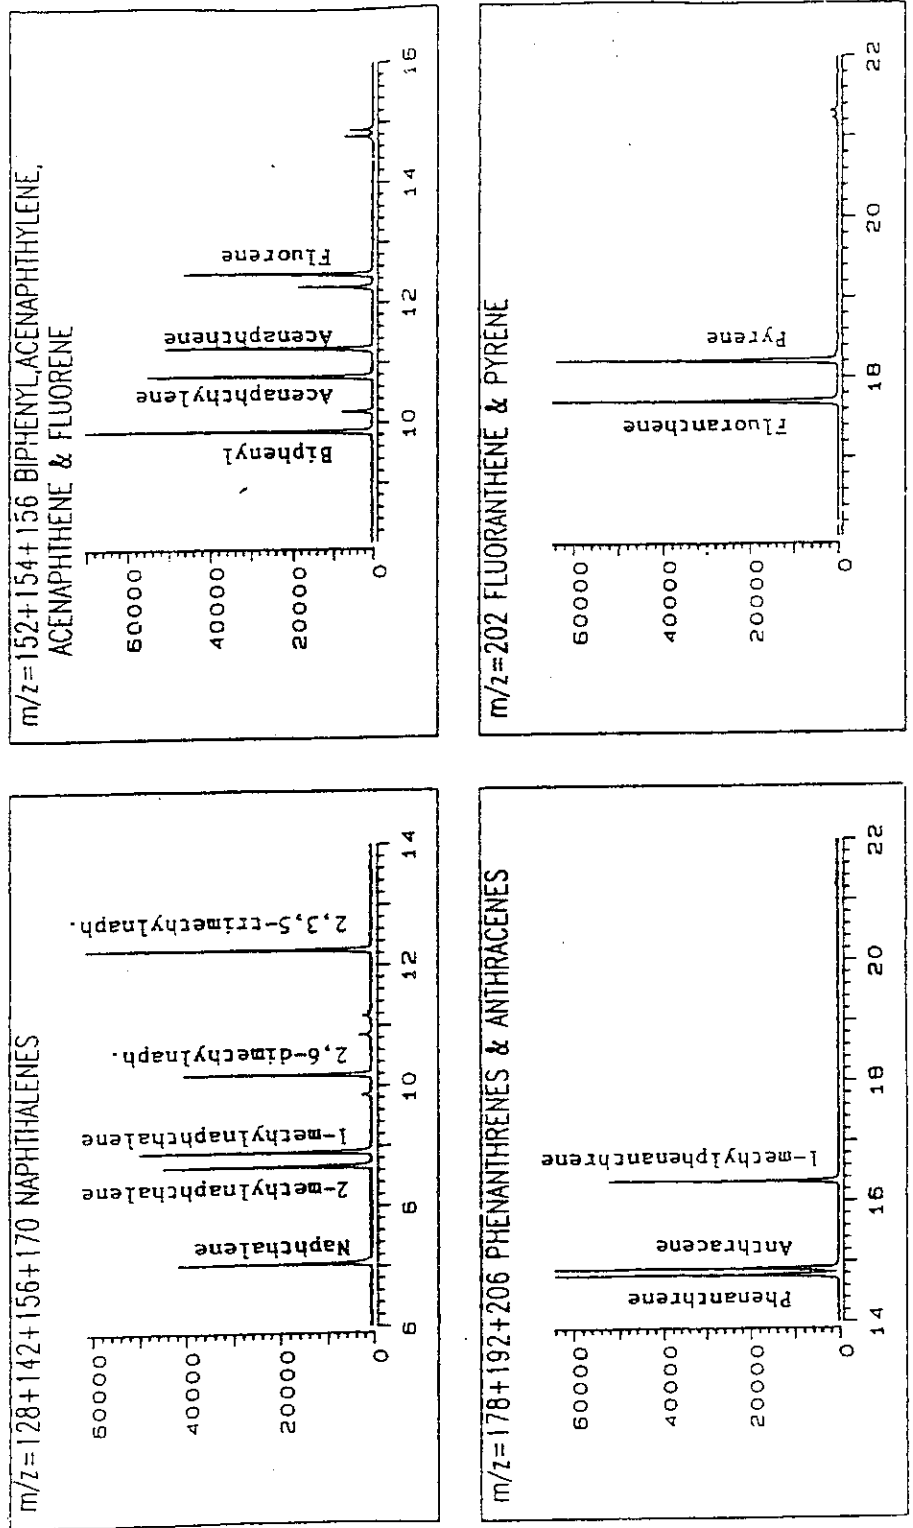 m/z=128+142+156+170 NAPHTHALENES
60000
40000
20000
0
Naphthalene
2-methylnaphthalene
1-methylnaphthalene
2,6-dimethylnaph.
2,3,5-trimethylnaph.
6
8
10
12
14
m/z=152+154+156 BIPHENYL,ACENAPHTHYLENE,
ACENAPHTHENE & FLUORENE
60000
40000
20000
0
Biphenyl
Acenaphtylene
Acenaphthene
Fluorene
10
12
14
16
m/z=178+192+206 PHENANTHRENES & ANTHRACENES
60000
40000
20000
0
Phenanthrene
Anthracene
1-methylphenanthrene
14
16
18
20
22
m/z=202 FLUORANTHENE & PYRENE
60000
40000
20000
0
Fluoranthene
Pyrene
18
20
22